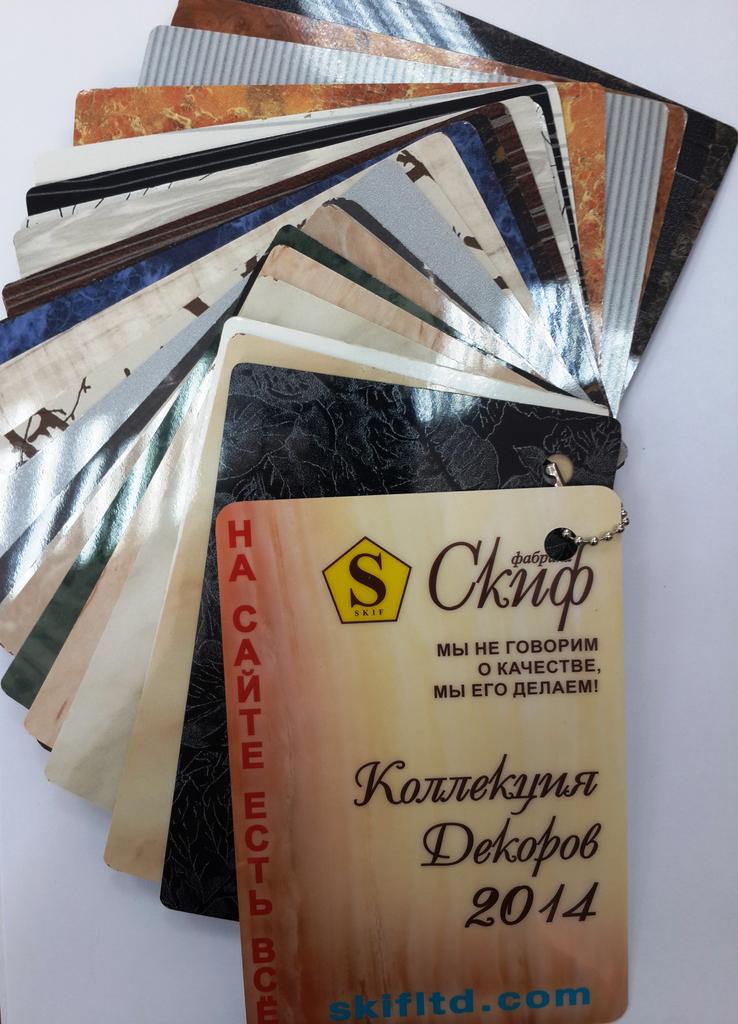 НА САЙТЕ ЕСТЬ ВСЁ
S
SKIF
фабрика
Скиф
МЫ НЕ ГОВОРИМ
О КАЧЕСТВЕ,
МЫ ЕГО ДЕЛАЕМ!
Коллекция
Декоров
2014
skifltd.com